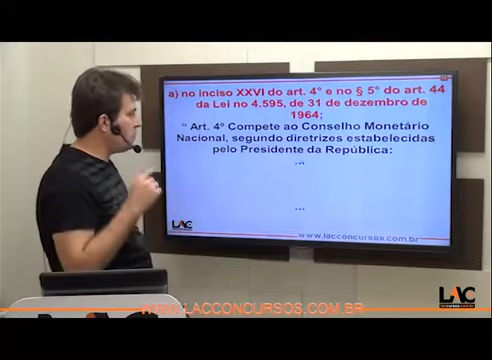 a) no inciso XXVI do art. 4° e no § 5° do art. 44
da Lei no 4.595, de 31 de dezembro de
1964;
“ Art. 4º Compete ao Conselho Monetário
Nacional, segundo diretrizes estabelecidas
pelo Presidente da República:
...
...
LAC
www.lacconcursos.com.br
LAC
WWW.LACCONCURSOS.COM.BR